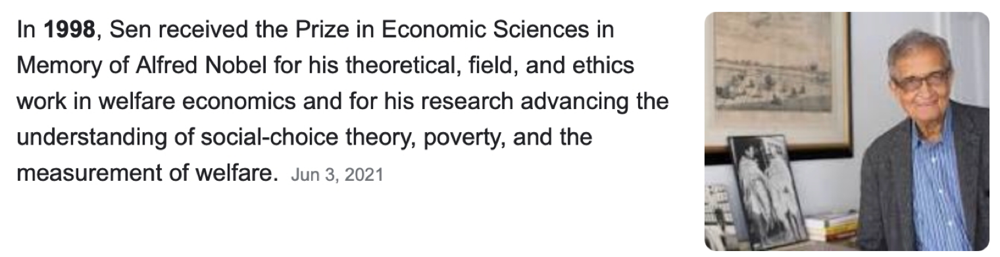 In 1998, Sen received the Prize in Economic Sciences in
Memory of Alfred Nobel for his theoretical, field, and ethics
work in welfare economics and for his research advancing the
understanding of social-choice theory, poverty, and the
measurement of welfare. Jun 3, 2021